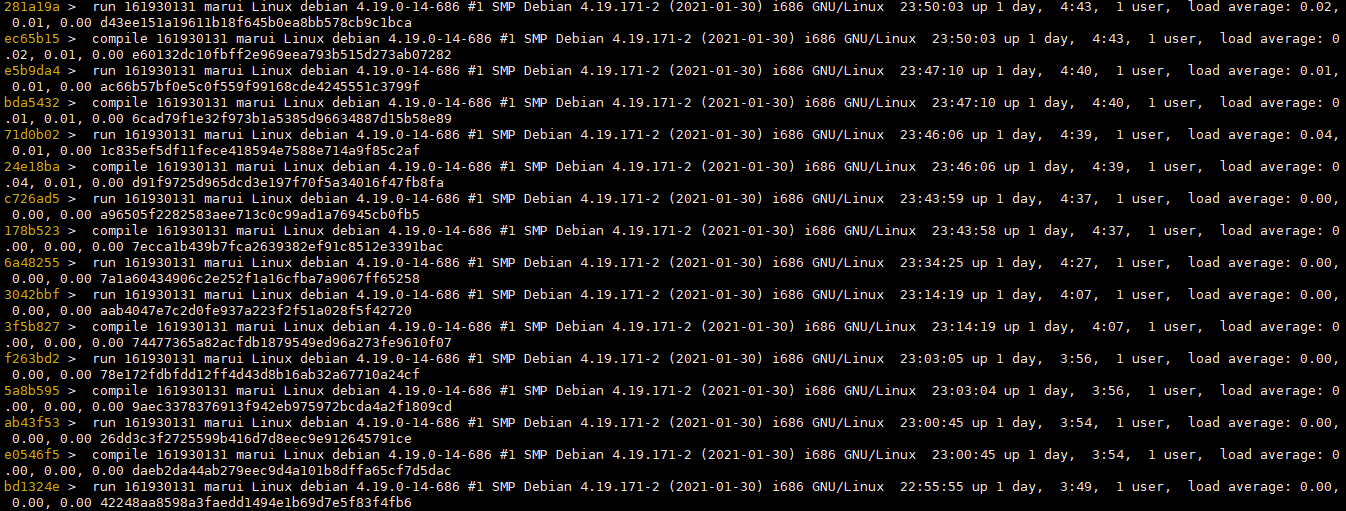 281a19a >  run 161930131 marui Linux debian 4.19.0-14-686 #1 SMP Debian 4.19.171-2 (2021-01-30) i686 GNU/Linux  23:50:03 up 1 day,  4:43,  1 user,  load average: 0.02,
 0.01, 0.00 d43ee151a19611b18f645b0ea8bb578cb9c1bca
ec65b15 >  compile 161930131 marui Linux debian 4.19.0-14-686 #1 SMP Debian 4.19.171-2 (2021-01-30) i686 GNU/Linux  23:50:03 up 1 day,  4:43,  1 user,  load average: 0
.02, 0.01, 0.00 e60132dc10fbff2e969eea793b515d273ab07282
e5b9da4 >  run 161930131 marui Linux debian 4.19.0-14-686 #1 SMP Debian 4.19.171-2 (2021-01-30) i686 GNU/Linux  23:47:10 up 1 day,  4:40,  1 user,  load average: 0.01,
 0.01, 0.00 ac66b57bf0e5c0f559f99168cde4245551c3799f
bda5432 >  compile 161930131 marui Linux debian 4.19.0-14-686 #1 SMP Debian 4.19.171-2 (2021-01-30) i686 GNU/Linux  23:47:10 up 1 day,  4:40,  1 user,  load average: 0
.01, 0.01, 0.00 6cad79f1e32f973b1a5385d96634887d15b58e89
71d0b02 >  run 161930131 marui Linux debian 4.19.0-14-686 #1 SMP Debian 4.19.171-2 (2021-01-30) i686 GNU/Linux  23:46:06 up 1 day,  4:39,  1 user,  load average: 0.04,
 0.01, 0.00 1c835ef5df11fece418594e7588e714a9f85c2af
24e18ba >  compile 161930131 marui Linux debian 4.19.0-14-686 #1 SMP Debian 4.19.171-2 (2021-01-30) i686 GNU/Linux  23:46:06 up 1 day,  4:39,  1 user,  load average: 0
.04, 0.01, 0.00 d91f9725d965dcd3e197f70f5a34016f47fb8fa
c726ad5 >  run 161930131 marui Linux debian 4.19.0-14-686 #1 SMP Debian 4.19.171-2 (2021-01-30) i686 GNU/Linux  23:43:59 up 1 day,  4:37,  1 user,  load average: 0.00,
 0.00, 0.00 a96505f2282583aee713c0c99ad1a76945cb0fb5
178b523 >  compile 161930131 marui Linux debian 4.19.0-14-686 #1 SMP Debian 4.19.171-2 (2021-01-30) i686 GNU/Linux  23:43:58 up 1 day,  4:37,  1 user,  load average: 0
.00, 0.00, 0.00 7ecca1b439b7fca2639382ef91c8512e3391bac
6a48255 >  run 161930131 marui Linux debian 4.19.0-14-686 #1 SMP Debian 4.19.171-2 (2021-01-30) i686 GNU/Linux  23:34:25 up 1 day,  4:27,  1 user,  load average: 0.00,
 0.00, 0.00 7a1a60434906c2e252f1a16cfba7a9067ff65258
3042bbf >  run 161930131 marui Linux debian 4.19.0-14-686 #1 SMP Debian 4.19.171-2 (2021-01-30) i686 GNU/Linux  23:14:19 up 1 day,  4:07,  1 user,  load average: 0.00,
 0.00, 0.00 aab4047e7c2d0fe937a223f2f51a028f5f42720
3f5b827 >  compile 161930131 marui Linux debian 4.19.0-14-686 #1 SMP Debian 4.19.171-2 (2021-01-30) i686 GNU/Linux  23:14:19 up 1 day,  4:07,  1 user,  load average: 0
.00, 0.00, 0.00 74477365a82acfdb1879549ed96a273fe9610f07
f263bd2 >  run 161930131 marui Linux debian 4.19.0-14-686 #1 SMP Debian 4.19.171-2 (2021-01-30) i686 GNU/Linux  23:03:05 up 1 day,  3:56,  1 user,  load average: 0.00,
 0.00, 0.00 78e172fdbfdd12ff4d43d8b16ab32a67710a24cf
5a8b595 >  compile 161930131 marui Linux debian 4.19.0-14-686 #1 SMP Debian 4.19.171-2 (2021-01-30) i686 GNU/Linux  23:03:04 up 1 day,  3:56,  1 user,  load average: 0
.00, 0.00, 0.00 9aec3378376913f942eb975972bcda4a2f1809cd
ab43f53 >  run 161930131 marui Linux debian 4.19.0-14-686 #1 SMP Debian 4.19.171-2 (2021-01-30) i686 GNU/Linux  23:00:45 up 1 day,  3:54,  1 user,  load average: 0.00,
 0.00, 0.00 26dd3c3f2725599b416d7d8eec9e912645791ce
e0546f5 >  compile 161930131 marui Linux debian 4.19.0-14-686 #1 SMP Debian 4.19.171-2 (2021-01-30) i686 GNU/Linux  23:00:45 up 1 day,  3:54,  1 user,  load average: 0
.00, 0.00, 0.00 daeb2da44ab279eec9d4a101b8dffa65cf7d5dac
bd1324e >  run 161930131 marui Linux debian 4.19.0-14-686 #1 SMP Debian 4.19.171-2 (2021-01-30) i686 GNU/Linux  22:55:55 up 1 day,  3:49,  1 user,  load average: 0.00,
 0.00, 0.00 42248aa8598a3faedd1494e1b69d7e5f83f4fb6